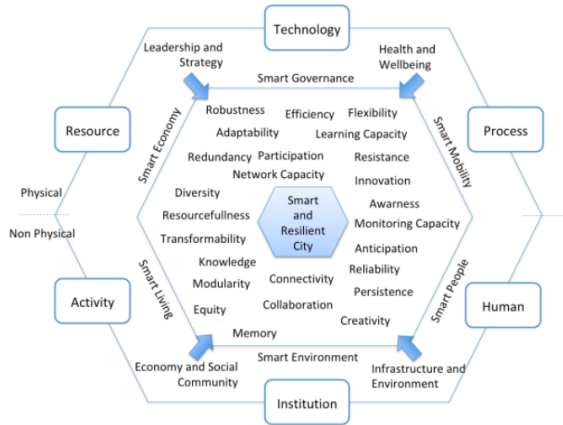 Technology
Leadership and
Strategy
Health and
Wellbeing
Smart Governance
Resource
Process
Smart Economy
Smart Mobility
Robustness
Efficiency
Flexibility
Adaptability
Learning Capacity
Redundancy
Participation
Resistance
Network Capacity
Innovation
Diversity
Awarness
Resourcefullness
Monitoring Capacity
Smart
and
Resilient
City
Transformability
Anticipation
Knowledge
Reliability
Modularity
Connectivity
Persistence
Equity
Collaboration
Creativity
Memory
Physical
Non Physical
Smart Living
Smart People
Activity
Human
Smart Environment
Economy and Social
Community
Infrastructure and
Environment
Institution